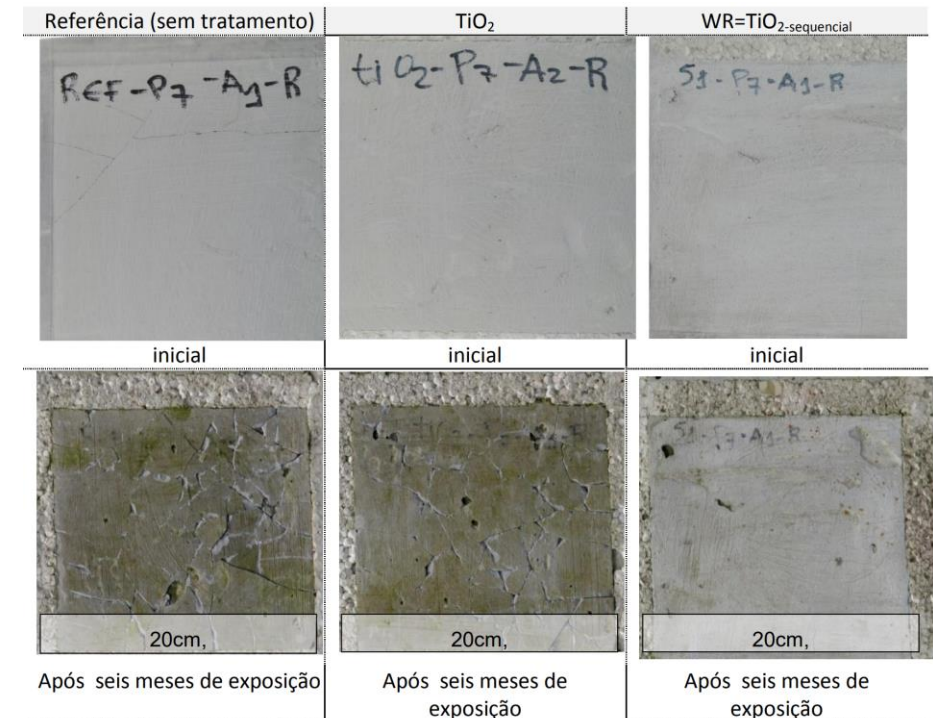 Referência (sem tratamento)
TiO2
WR=TiO2-sequencial
REF-P7-A1-R
tiO2-P7-A2-R
S1-P7-A1-R
inicial
inicial
inicial
S1-P7-A1-R
20cm,
20cm,
20cm,
Após seis meses de exposição
Após seis meses de
exposição
Após seis meses de
exposição